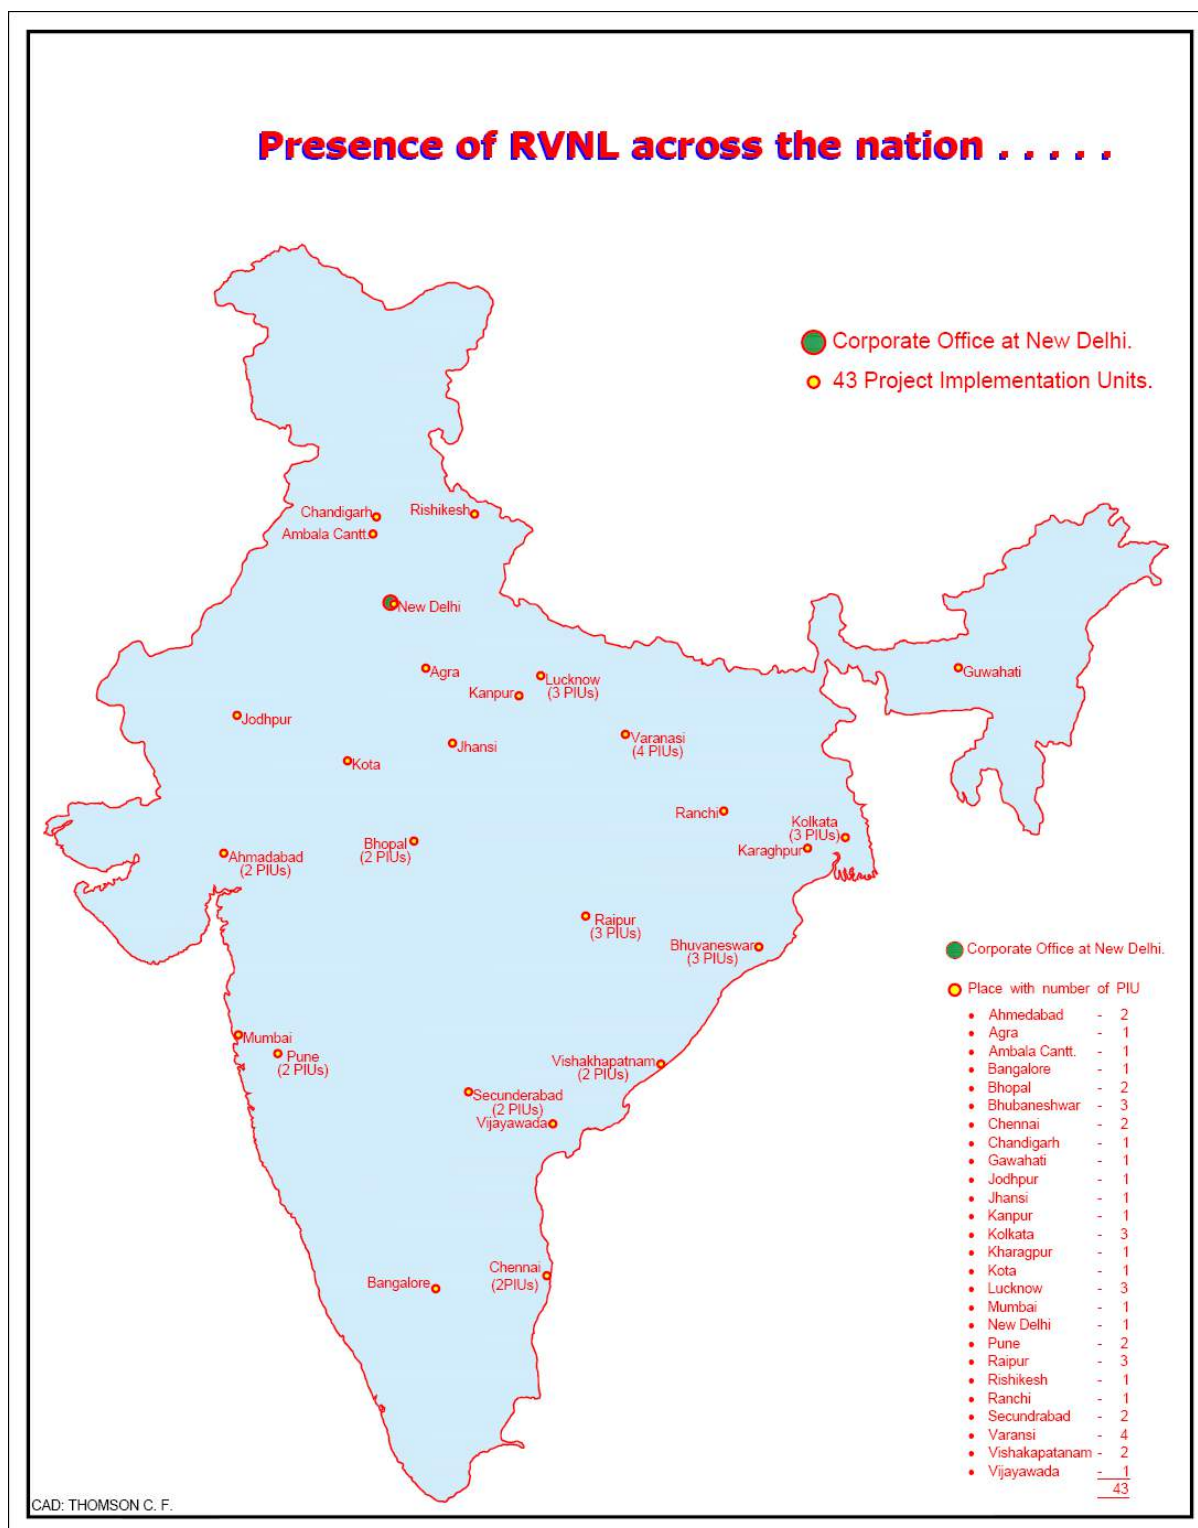 Presence of RVNL across the nation . . . . .
Corporate Office at New Delhi.
43 Project Implementation Units.
Chandigarh
Rishikesh
Ambala Cantt.
New Delhi
Agra
Lucknow
(3 PIUs)
Kanpur
Guwahati
Jodhpur
Jhansi
Varanasi
(4 PIUs)
Kota
Ranchi
Kolkata
(3 PIUs)
Karaghpur
Bhopal
(2 PIUs)
Ahmadabad
(2 PIUs)
Raipur
(3 PIUs)
Bhuvaneswar
(3 PIUs)
Mumbai
Pune
(2 PIUs)
Vishakhapatnam
(2 PIUs)
Secunderabad
(2 PIUs)
Vijayawada
Chennai
(2PIUs)
Bangalore
Corporate Office at New Delhi.
Place with number of PIU
• Ahmedabad - 2
• Agra - 1
• Ambala Cantt. - 1
• Bangalore - 1
• Bhopal - 2
• Bhubaneshwar - 3
• Chennai - 2
• Chandigarh - 1
• Gawahati - 1
• Jodhpur - 1
• Jhansi - 1
• Kanpur - 1
• Kolkata - 3
• Kharagpur - 1
• Kota - 1
• Lucknow - 3
• Mumbai - 1
• New Delhi - 1
• Pune - 2
• Raipur - 3
• Rishikesh - 1
• Ranchi - 1
• Secundrabad - 2
• Varansi - 4
• Vishakapatanam - 2
• Vijayawada - 1
43
CAD: THOMSON C. F.